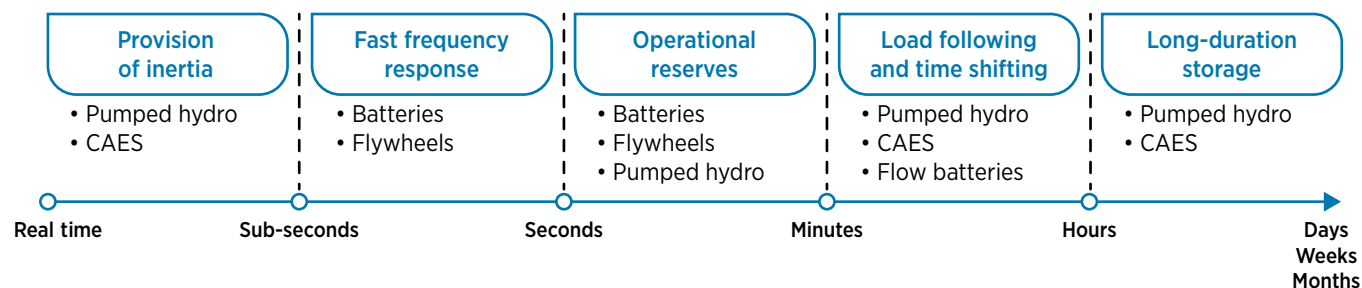 Provision
of inertia
Fast frequency
response
Operational
reserves
Load following
and time shifting
Long-duration
storage
• Pumped hydro
• CAES
• Batteries
• Flywheels
• Batteries
• Flywheels
• Pumped hydro
• Pumped hydro
• CAES
• Flow batteries
• Pumped hydro
• CAES
Real time
Sub-seconds
Seconds
Minutes
Hours
Days
Weeks
Months